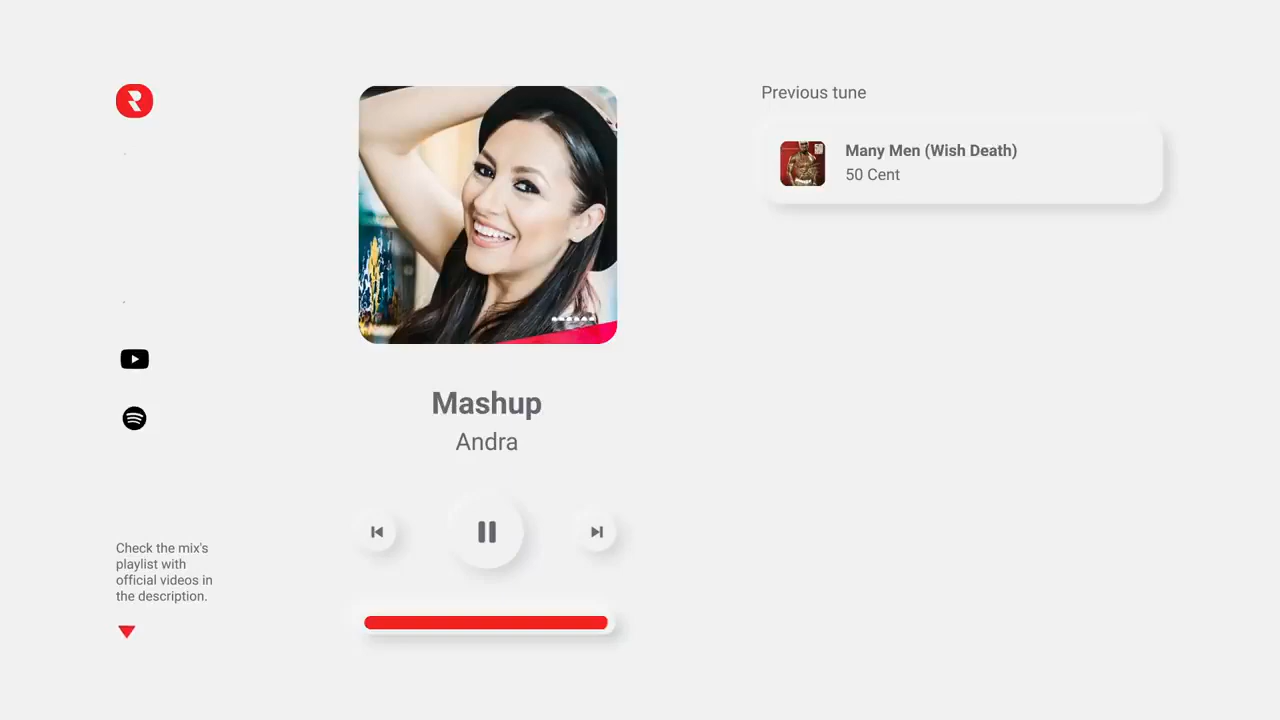 Previous tune
Many Men (Wish Death)
50 Cent
Mashup
Andra
Check the mix's
playlist with
official videos in
the description.